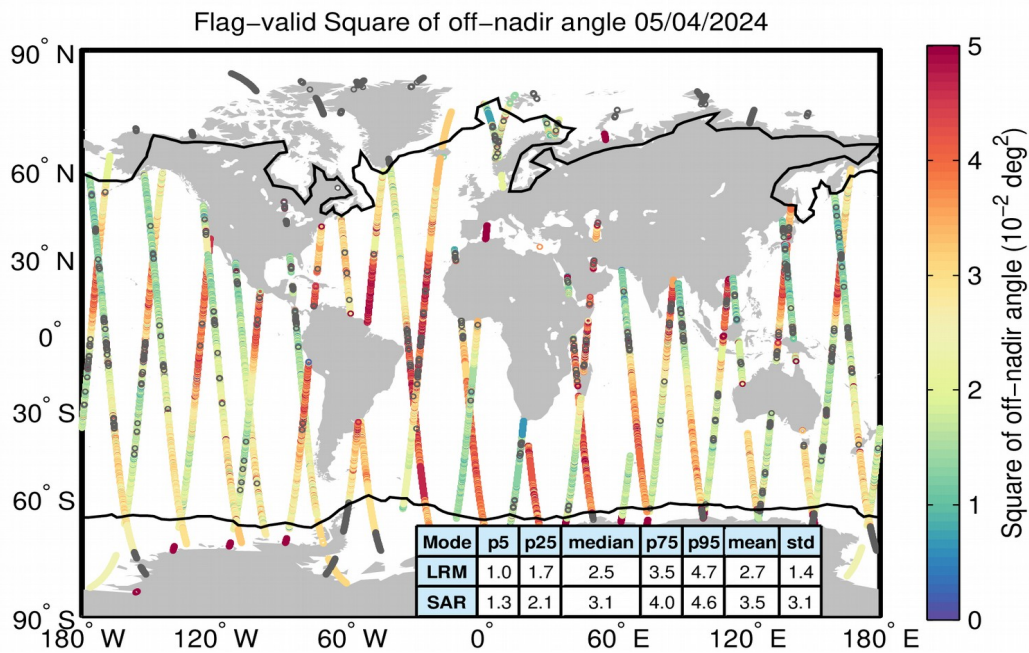 Flag−valid Square of off−nadir angle 05/04/2024
90° N
60° N
30° N
0°
30° S
60° S
90° S
180° W
120° W
60° W
0°
60° E
120° E
180° E
Mode p5 p25 median p75 p95 mean std
LRM 1.0 1.7 2.5 3.5 4.7 2.7 1.4
SAR 1.3 2.1 3.1 4.0 4.6 3.5 3.1
5
4
3
2
1
0
Square of off−nadir angle (10⁻² deg²)